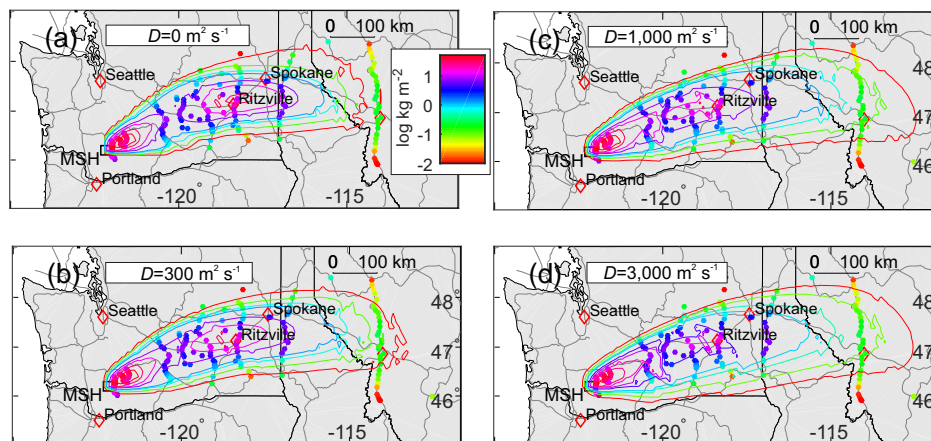 (a)
D=0 m² s⁻¹
0 100 km
Seattle
Spokane
Ritzville
MSH
Portland
-120°
-115
log kg m⁻²
1
0
-1
-2
(c)
D=1,000 m² s⁻¹
0 100 km
Seattle
Spokane
Ritzville
MSH
Portland
-120°
-115
48
47
46
(b)
D=300 m² s⁻¹
0 100 km
Seattle
Spokane
Ritzville
MSH
Portland
-120
-115
48°
47°
46°
(d)
D=3,000 m² s⁻¹
0 100 km
Seattle
Spokane
Ritzville
MSH
Portland
-120
-115
48
47
46